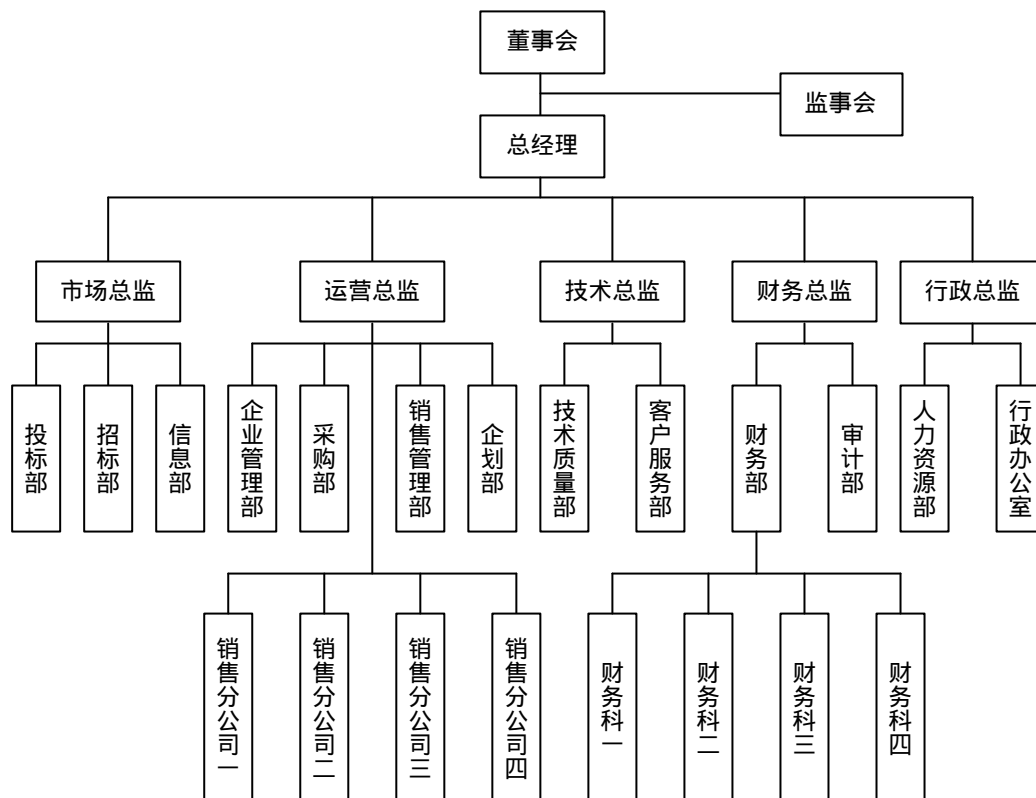 董事会
监事会
总经理
市场总监
运营总监
技术总监
财务总监
行政总监
投标部
招标部
信息部
企业管理部
采购部
销售管理部
企划部
技术质量部
客户服务部
财务部
审计部
人力资源部
行政办公室
销售分公司一
销售分公司二
销售分公司三
销售分公司四
财务科一
财务科二
财务科三
财务科四